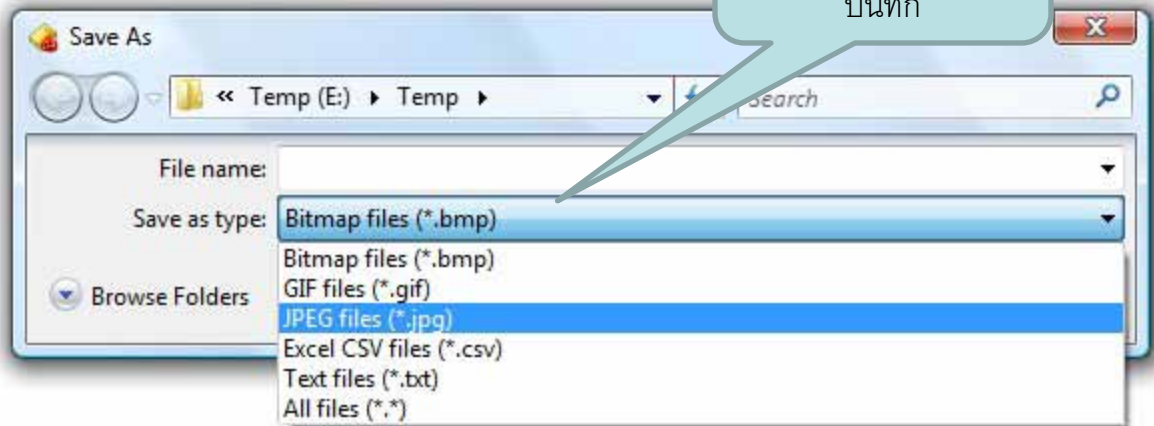 บันทึก
Save As
« Temp (E:) ▸ Temp ▸
Search
File name:
Save as type: Bitmap files (*.bmp)
Bitmap files (*.bmp)
GIF files (*.gif)
Browse Folders
JPEG files (*.jpg)
Excel CSV files (*.csv)
Text files (*.txt)
All files (*.*)